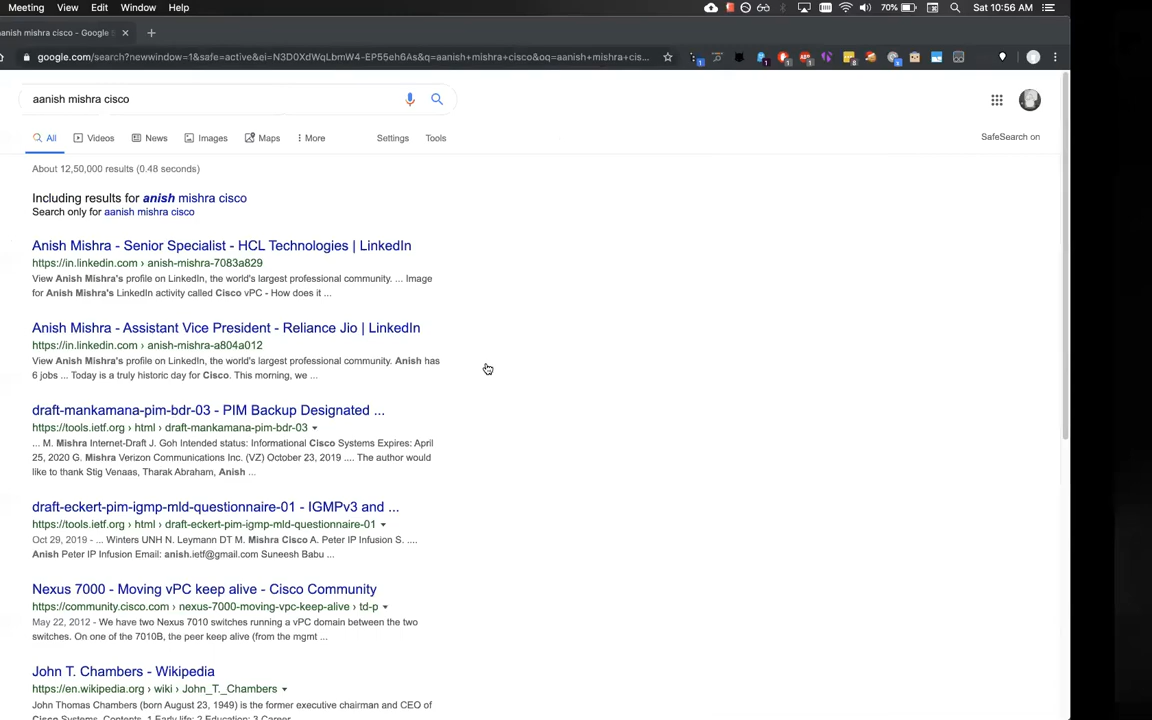 Meeting View Edit Window Help
70% Sat 10:56 AM
aanish mishra cisco - Google
google.com/search?newwindow=1&safe=active&ei=N3D0XdWqLbmW4-EP55eh6As&q=aanish+mishra+cisco&oq=aanish+mishra+cis...
aanish mishra cisco
All Videos News Images Maps More Settings Tools
SafeSearch on
About 12,50,000 results (0.48 seconds)
Including results for anish mishra cisco
Search only for aanish mishra cisco
Anish Mishra - Senior Specialist - HCL Technologies | LinkedIn
https://in.linkedin.com › anish-mishra-7083a829
View Anish Mishra's profile on LinkedIn, the world's largest professional community. ... Image
for Anish Mishra's LinkedIn activity called Cisco vPC - How does it ...
Anish Mishra - Assistant Vice President - Reliance Jio | LinkedIn
https://in.linkedin.com › anish-mishra-a804a012
View Anish Mishra's profile on LinkedIn, the world's largest professional community. Anish has
6 jobs ... Today is a truly historic day for Cisco. This morning, we ...
draft-mankamana-pim-bdr-03 - PIM Backup Designated ...
https://tools.ietf.org › html › draft-mankamana-pim-bdr-03
... M. Mishra Internet-Draft J. Goh Intended status: Informational Cisco Systems Expires: April
25, 2020 G. Mishra Verizon Communications Inc. (VZ) October 23, 2019 .... The author would
like to thank Stig Venaas, Tharak Abraham, Anish ...
draft-eckert-pim-igmp-mld-questionnaire-01 - IGMPv3 and ...
https://tools.ietf.org › html › draft-eckert-pim-igmp-mld-questionnaire-01
Oct 29, 2019 - ... Winters UNH N. Leymann DT M. Mishra Cisco A. Peter IP Infusion S. ....
Anish Peter IP Infusion Email: anish.ietf@gmail.com Suneesh Babu ...
Nexus 7000 - Moving vPC keep alive - Cisco Community
https://community.cisco.com › nexus-7000-moving-vpc-keep-alive › td-p
May 22, 2012 - We have two Nexus 7010 switches running a vPC domain between the two
switches. On one of the 7010B, the peer keep alive (from the mgmt ...
John T. Chambers - Wikipedia
https://en.wikipedia.org › wiki › John_T._Chambers
John Thomas Chambers (born August 23, 1949) is the former executive chairman and CEO of
Cisco Systems. Contents. 1 Early life; 2 Education; 3 Career